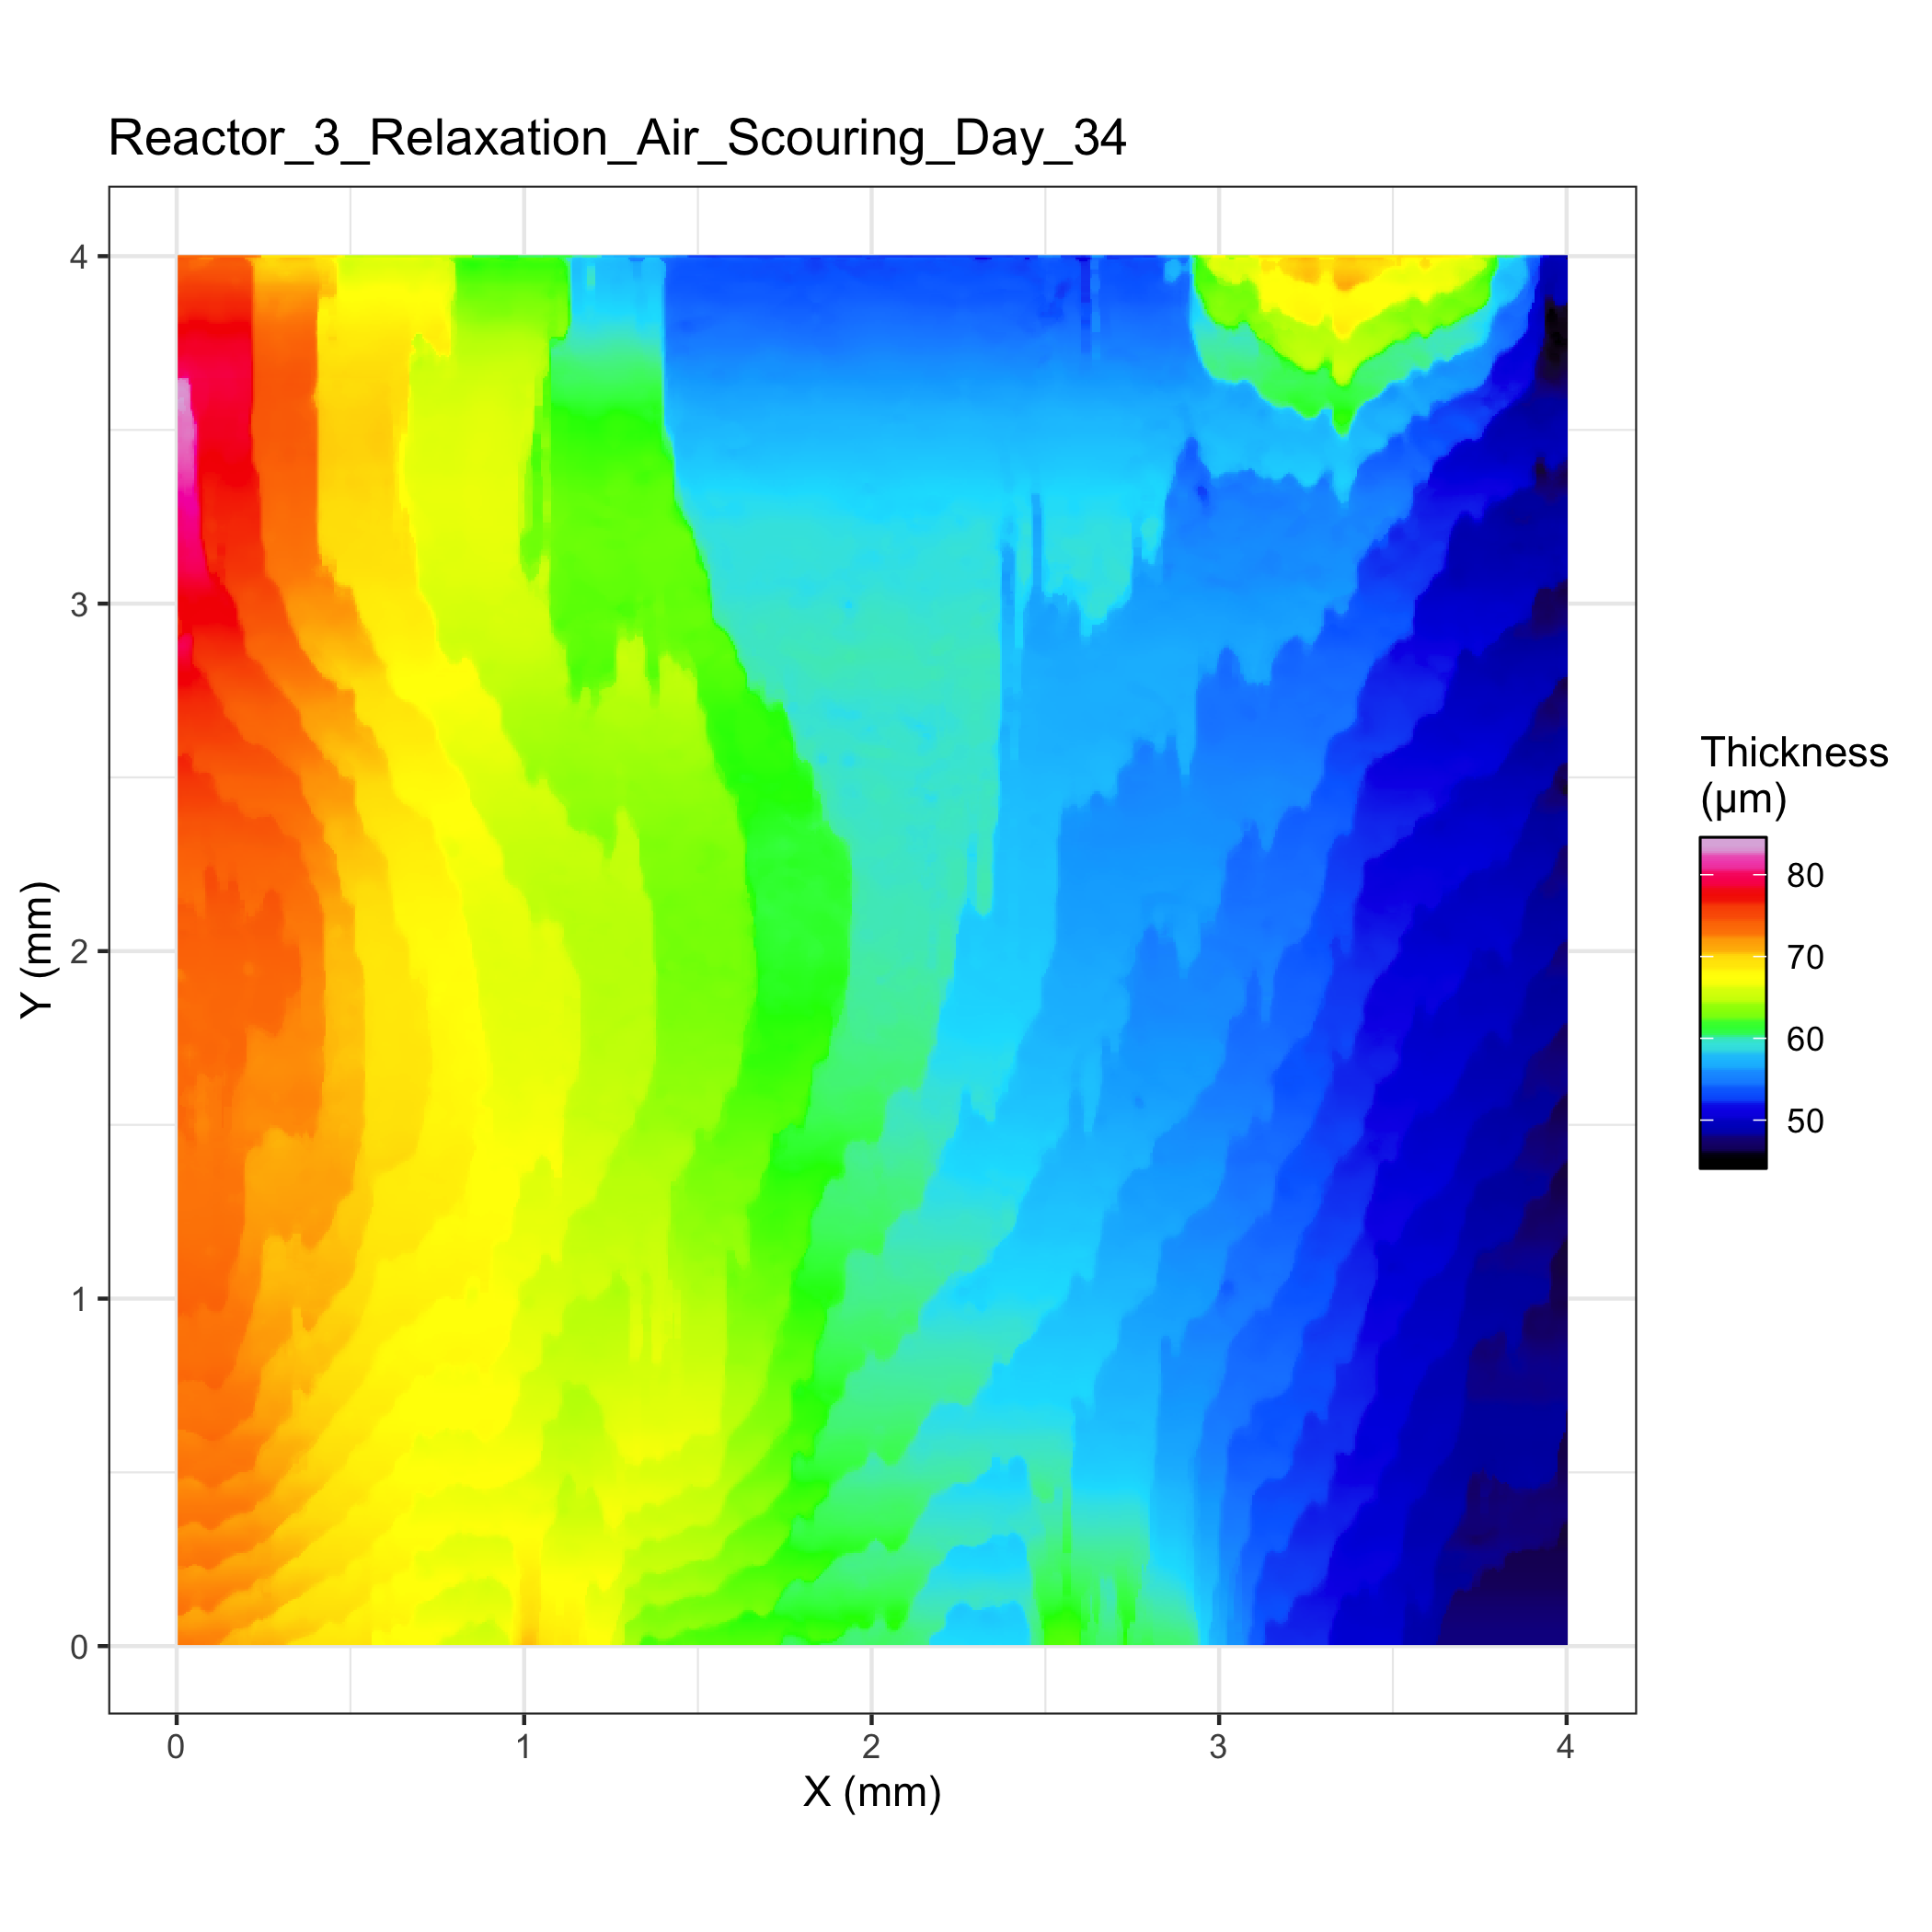 Reactor_3_Relaxation_Air_Scouring_Day_34
4
3
2
1
0
Y (mm)
0 1 2 3 4
X (mm)
Thickness
(µm)
80
70
60
50